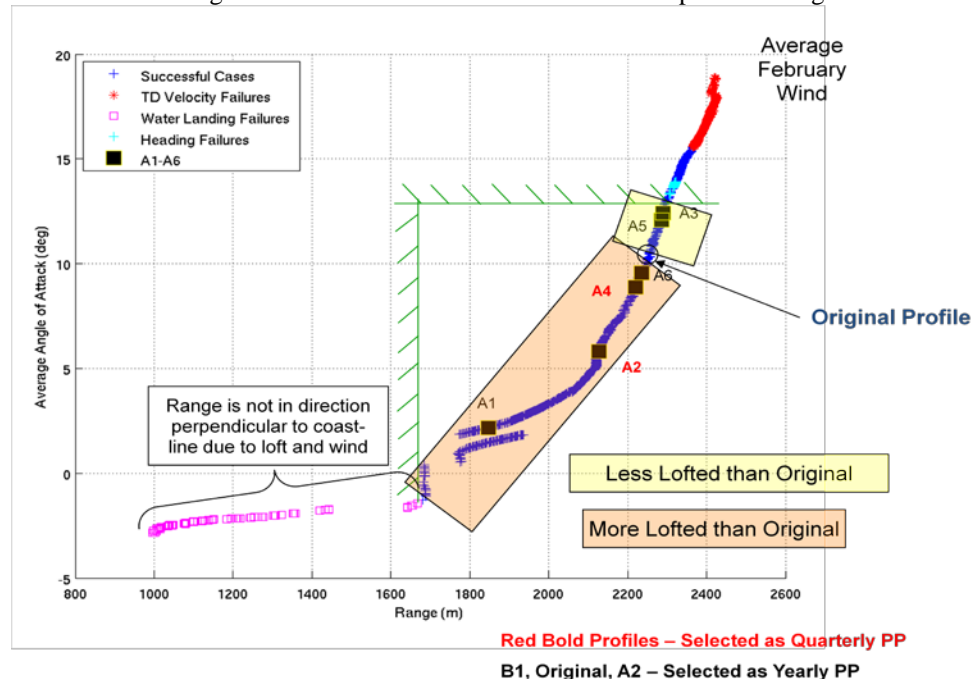 20
15
10
5
0
-5
Average Angle of Attack (deg)
Successful Cases
TD Velocity Failures
Water Landing Failures
Heading Failures
A1-A6
Average
February
Wind
A3
A5
A6
A4
Original Profile
A2
A1
Range is not in direction
perpendicular to coast-
line due to loft and wind
Less Lofted than Original
More Lofted than Original
800 1000 1200 1400 1600 1800 2000 2200 2400 2600
Range (m)
Red Bold Profiles – Selected as Quarterly PP
B1, Original, A2 – Selected as Yearly PP